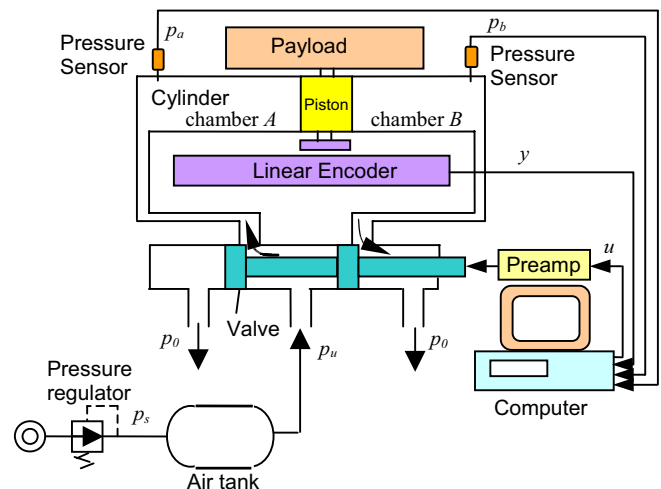 p_a
p_b
Pressure
Sensor
Payload
Pressure
Sensor
Cylinder
Piston
chamber A
chamber B
Linear Encoder
y
u
Preamp
Valve
p_0
p_u
p_0
Pressure
regulator
p_s
Computer
Air tank